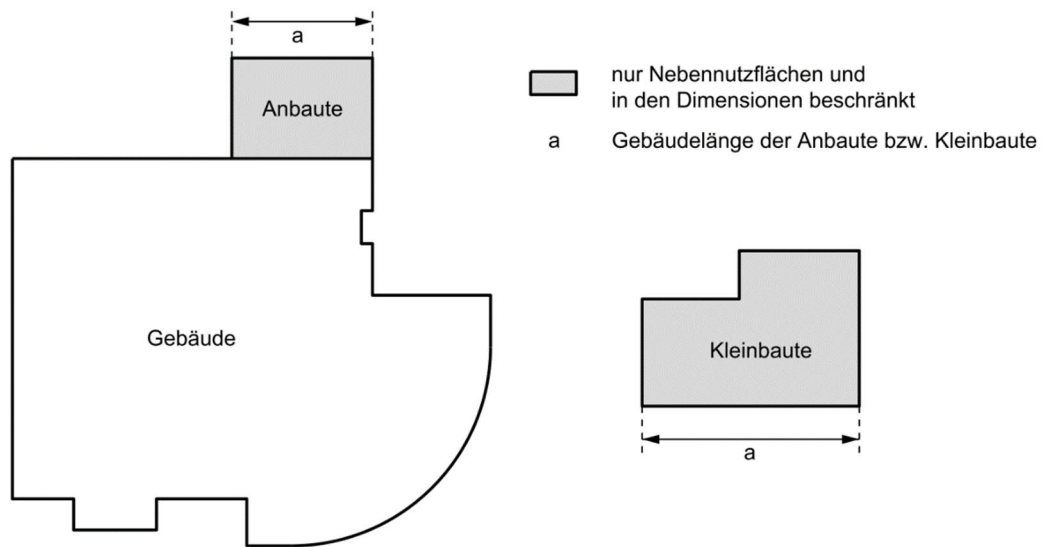 a
Anbaute
nur Nebennutzflächen und
in den Dimensionen beschränkt
a Gebäudelänge der Anbaute bzw. Kleinbaute
Gebäude
Kleinbaute
a